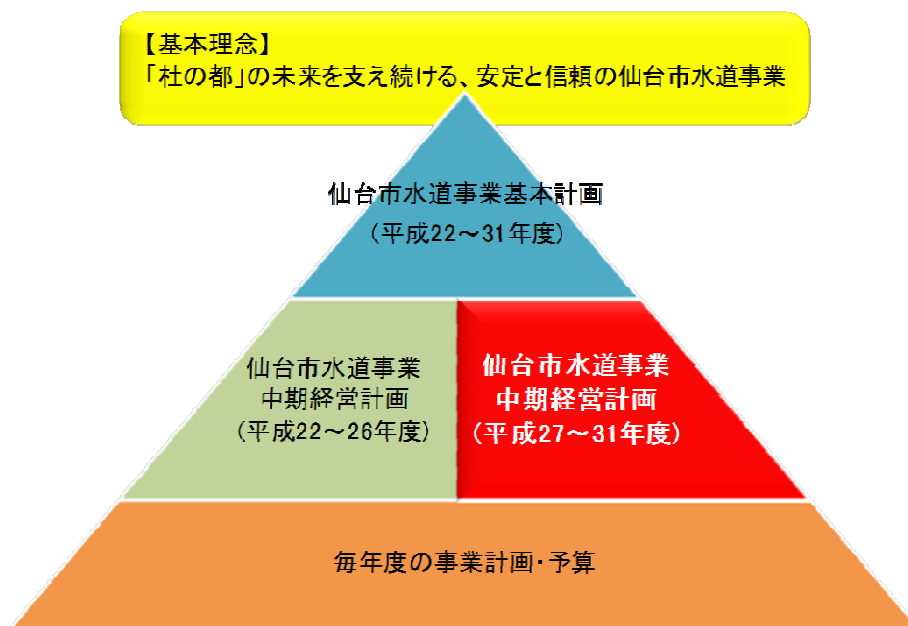 【基本理念】
「杜の都」の未来を支え続ける、安定と信頼の仙台市水道事業
仙台市水道事業基本計画
（平成22～31年度）
仙台市水道事業
中期経営計画
（平成22～26年度）
仙台市水道事業
中期経営計画
（平成27～31年度）
毎年度の事業計画・予算